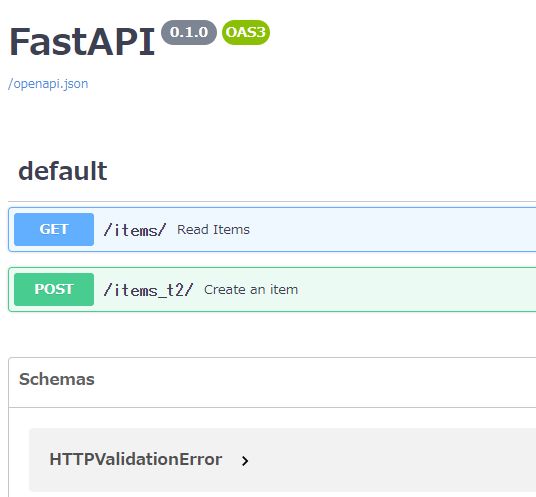 FastAPI 0.1.0 OAS3
/openapi.json
default
GET /items/ Read Items
POST /items_t2/ Create an item
Schemas
HTTPValidationError